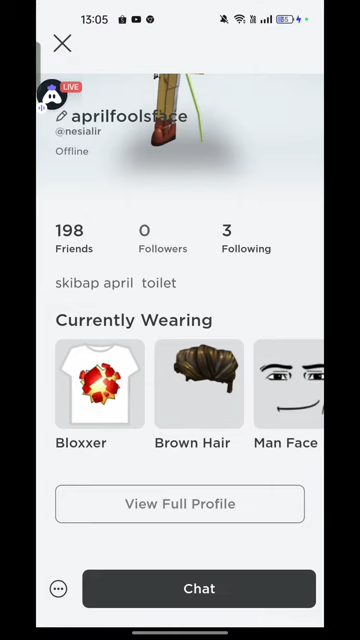 13:05
65
LIVE
aprilfoolsface
@nesialir
Offline
198
0
3
Friends
Followers
Following
skibap april toilet
Currently Wearing
Bloxxer
Brown Hair
Man Face
View Full Profile
Chat